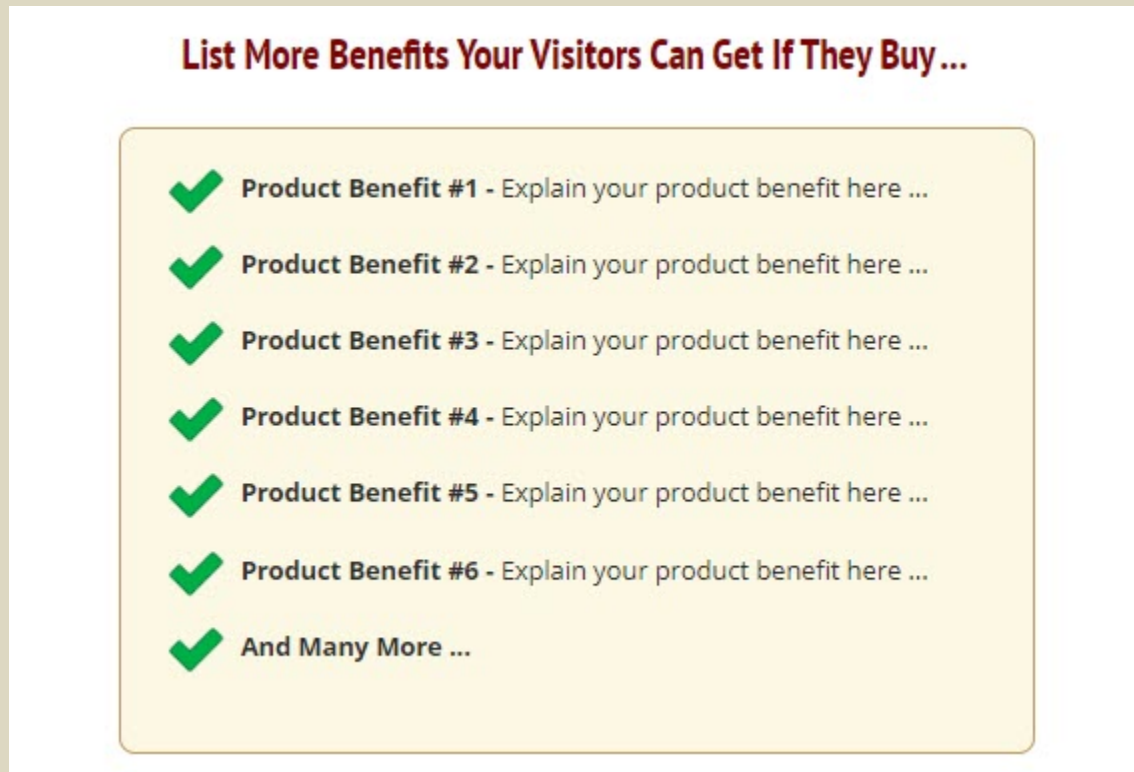 List More Benefits Your Visitors Can Get If They Buy ...
Product Benefit #1 - Explain your product benefit here ...
Product Benefit #2 - Explain your product benefit here ...
Product Benefit #3 - Explain your product benefit here ...
Product Benefit #4 - Explain your product benefit here ...
Product Benefit #5 - Explain your product benefit here ...
Product Benefit #6 - Explain your product benefit here ...
And Many More ...